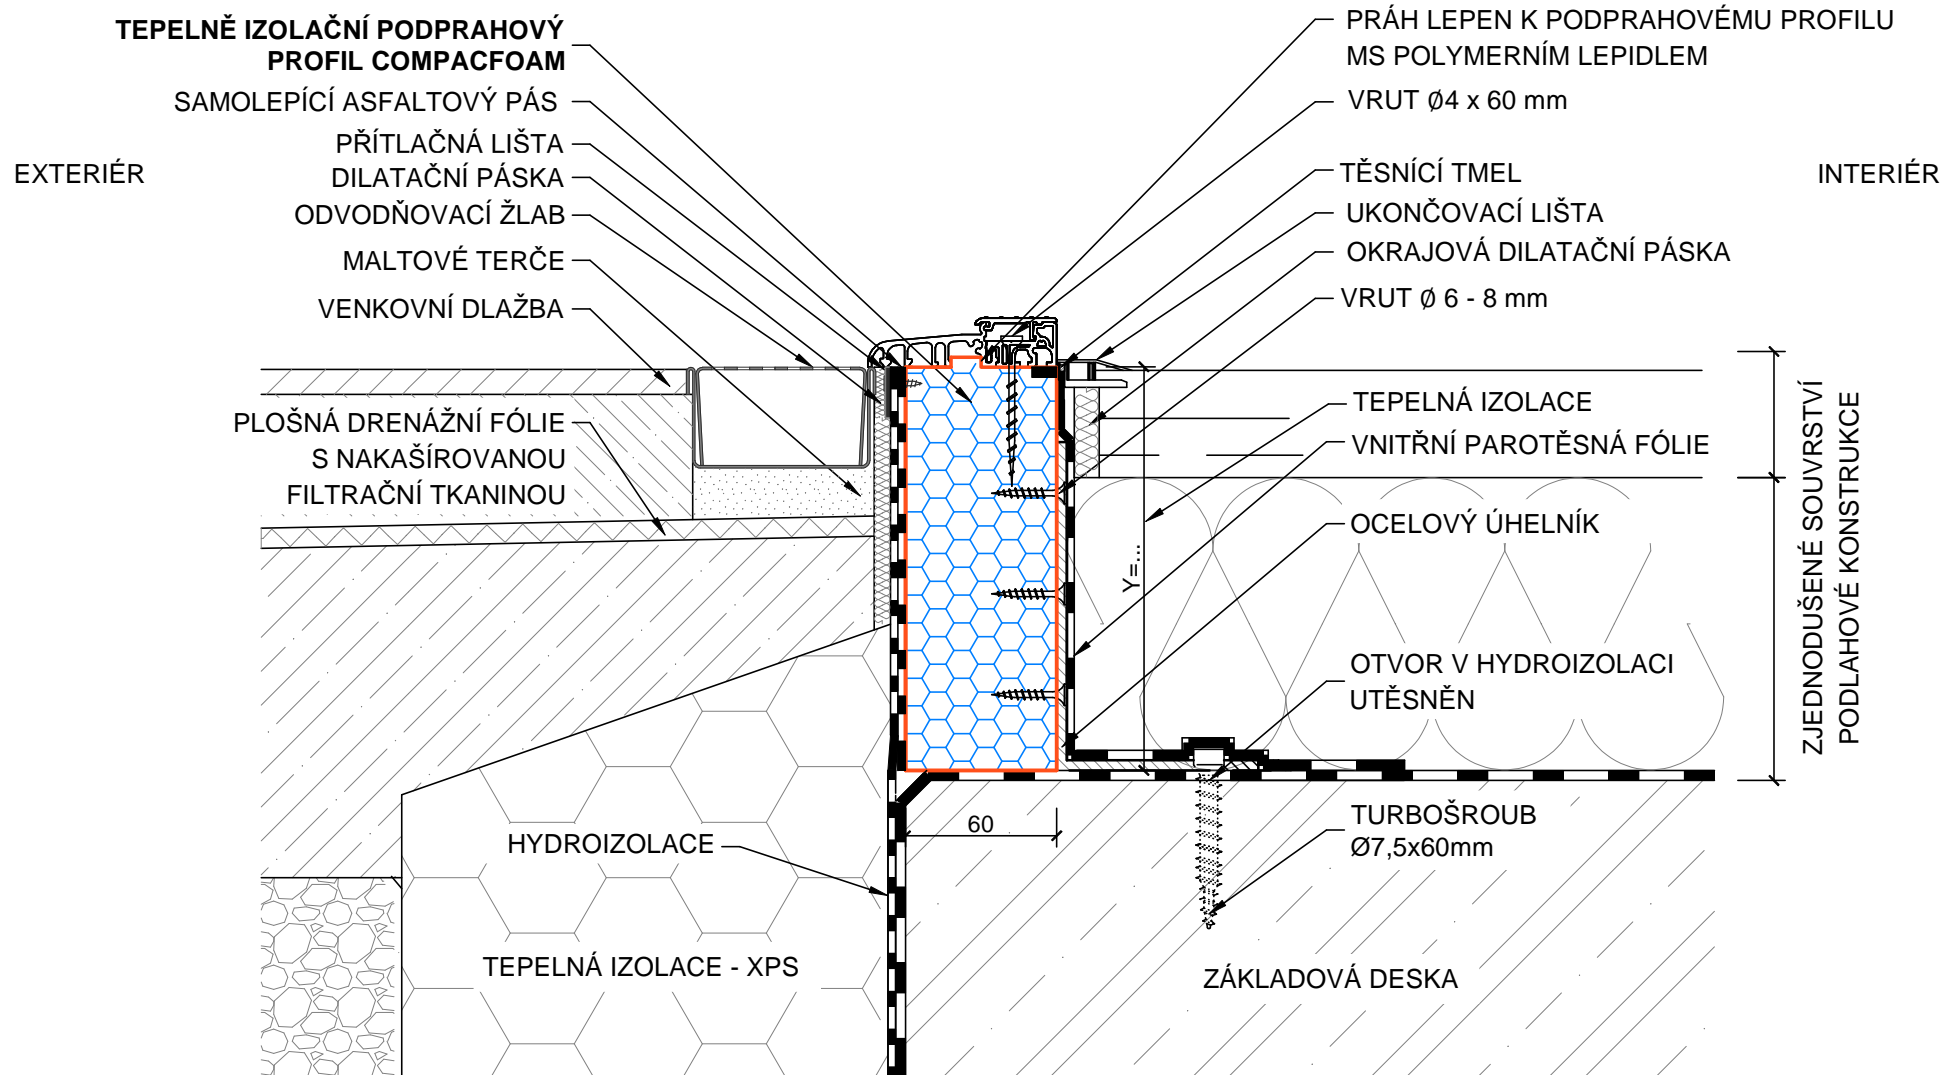 TEPELNĚ IZOLAČNÍ PODPRAHOVÝ
PROFIL COMPACFOAM
SAMOLEPÍCÍ ASFALTOVÝ PÁS
PŘÍTLAČNÁ LIŠTA
DILATAČNÍ PÁSKA
ODVODŇOVACÍ ŽLAB
MALTOVÉ TERČE
VENKOVNÍ DLAŽBA
EXTERIÉR
PLOŠNÁ DRENÁŽNÍ FÓLIE
S NAKAŠÍROVANOU
FILTRAČNÍ TKANINOU
HYDROIZOLACE
TEPELNÁ IZOLACE - XPS
PRÁH LEPEN K PODPRAHOVÉMU PROFILU
MS POLYMERNÍM LEPIDLEM
VRUT Ø4 x 60 mm
TĚSNÍCÍ TMEL
INTERIÉR
UKONČOVACÍ LIŠTA
OKRAJOVÁ DILATAČNÍ PÁSKA
VRUT Ø 6 - 8 mm
TEPELNÁ IZOLACE
VNITŘNÍ PAROTĚSNÁ FÓLIE
OCELOVÝ ÚHELNÍK
OTVOR V HYDROIZOLACI
UTĚSNĚN
TURBOŠROUB
Ø7,5x60mm
ZÁKLADOVÁ DESKA
60
Y=...
ZJEDNODUŠENÉ SOUVRSTVÍ
PODLAHOVÉ KONSTRUKCE